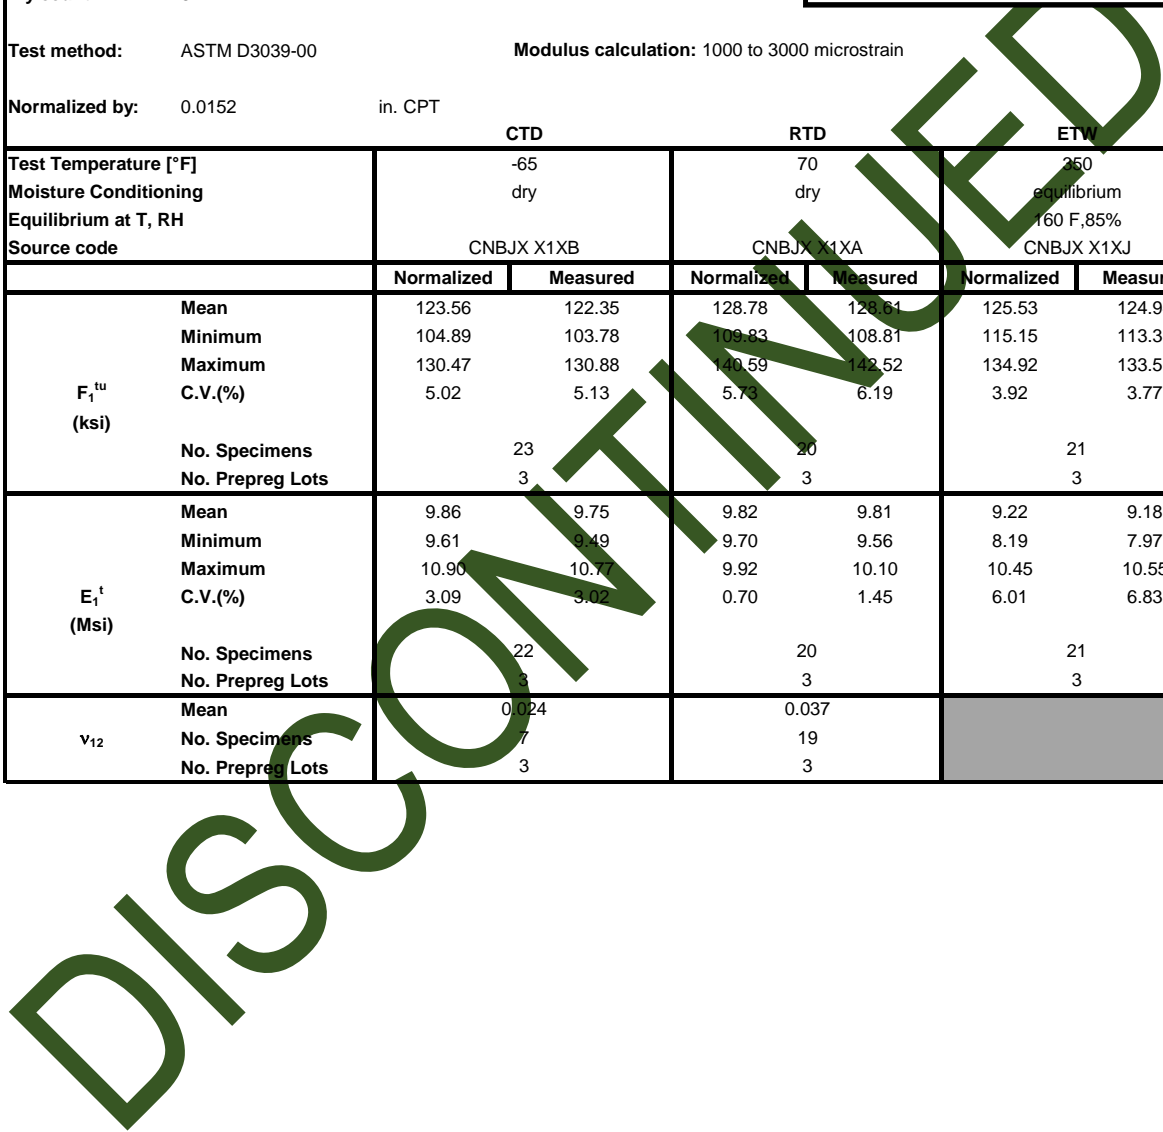 Test method: ASTM D3039-00 Modulus calculation: 1000 to 3000 microstrain
Normalized by: 0.0152 in. CPT
CTD RTD ETW
Test Temperature [°F] -65 70 350
Moisture Conditioning dry dry equilibrium
Equilibrium at T, RH 160 F,85%
Source code CNBJX X1XB CNBJX X1XA CNBJX X1XJ
Normalized Measured Normalized Measured Normalized Measur
Mean 123.56 122.35 128.78 128.61 125.53 124.9
Minimum 104.89 103.78 109.83 108.81 115.15 113.3
Maximum 130.47 130.88 140.59 142.52 134.92 133.5
F₁ᵗᵘ C.V.(%) 5.02 5.13 5.73 6.19 3.92 3.77
(ksi)
No. Specimens 23 20 21
No. Prepreg Lots 3 3 3
Mean 9.86 9.75 9.82 9.81 9.22 9.18
Minimum 9.61 9.49 9.70 9.56 8.19 7.97
Maximum 10.90 10.77 9.92 10.10 10.45 10.55
E₁ᵗ C.V.(%) 3.09 3.02 0.70 1.45 6.01 6.83
(Msi)
No. Specimens 22 20 21
No. Prepreg Lots 3 3 3
Mean 0.024 0.037
ν₁₂ No. Specimens 7 19
No. Prepreg Lots 3 3
DISCONTINUED